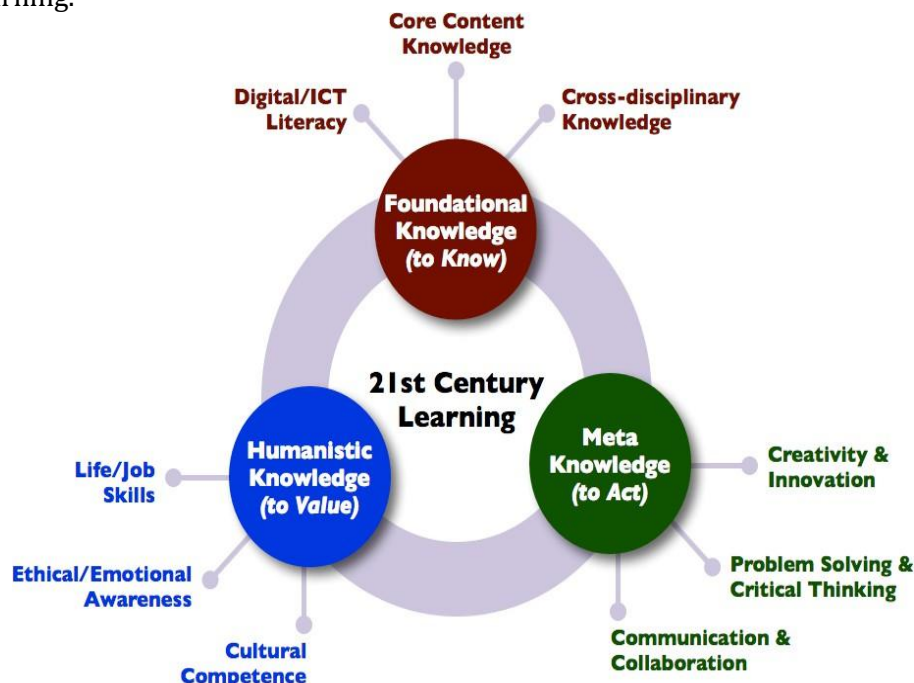 Core Content
Knowledge
Digital/ICT
Literacy
Cross-disciplinary
Knowledge
Foundational
Knowledge
(to Know)
21st Century
Learning
Humanistic
Knowledge
(to Value)
Meta
Knowledge
(to Act)
Life/Job
Skills
Ethical/Emotional
Awareness
Cultural
Competence
Creativity &
Innovation
Problem Solving &
Critical Thinking
Communication &
Collaboration